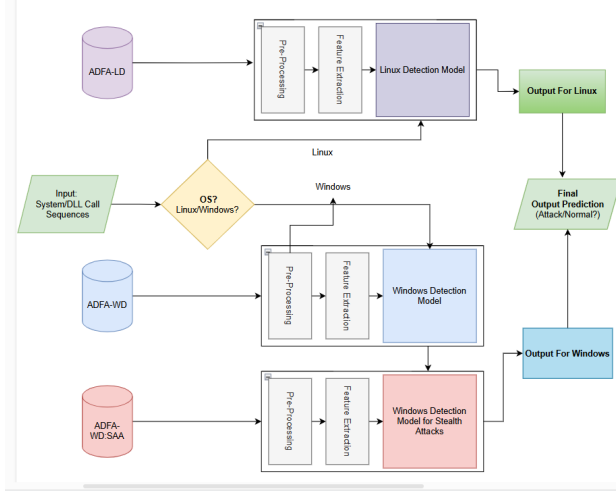 ADFA-LD
Pre-Processing
Feature Extraction
Linux Detection Model
Output For Linux
Linux
Input:
System/DLL Call
Sequences
OS?
Linux/Windows?
Windows
Final
Output Prediction
(Attack/Normal?)
ADFA-WD
Pre-Processing
Feature Extraction
Windows Detection
Model
Output For Windows
ADFA-
WD:SAA
Pre-Processing
Feature Extraction
Windows Detection
Model for Stealth
Attacks